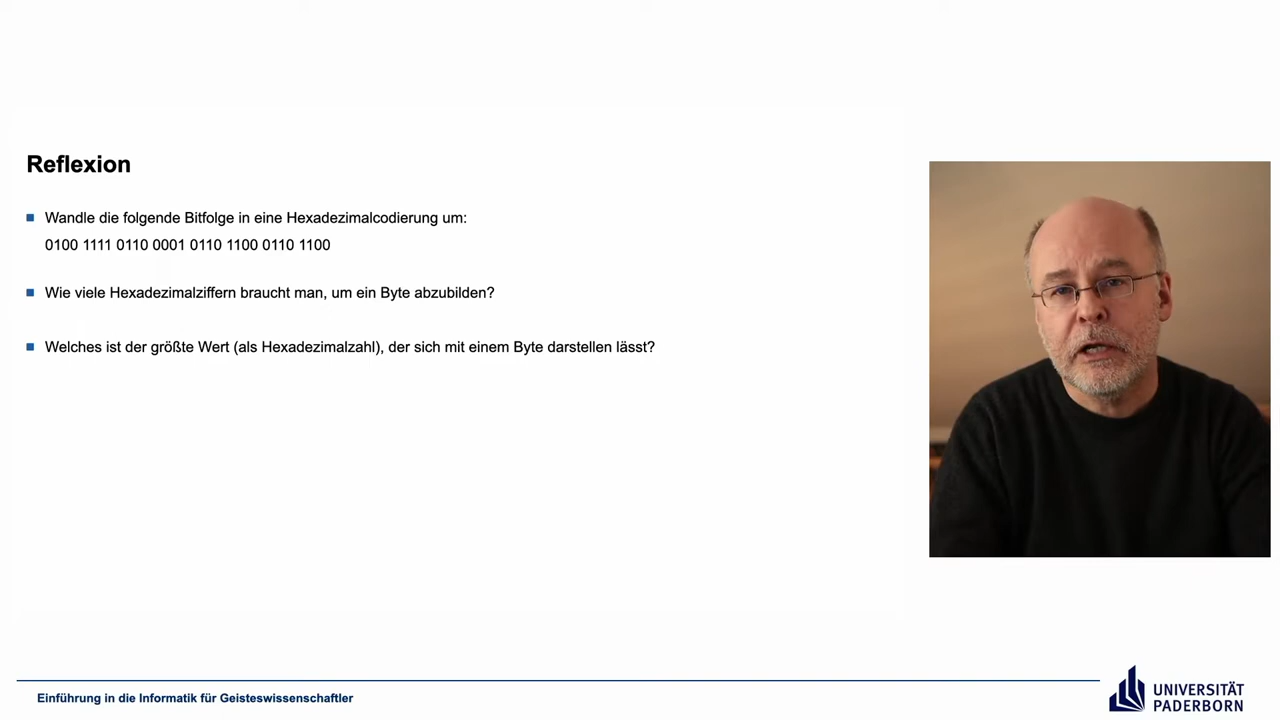 Reflexion
Wandle die folgende Bitfolge in eine Hexadezimalcodierung um:
0100 1111 0110 0001 0110 1100 0110 1100
Wie viele Hexadezimalziffern braucht man, um ein Byte abzubilden?
Welches ist der größte Wert (als Hexadezimalzahl), der sich mit einem Byte darstellen lässt?
Einführung in die Informatik für Geisteswissenschaftler
UNIVERSITÄT
PADERBORN